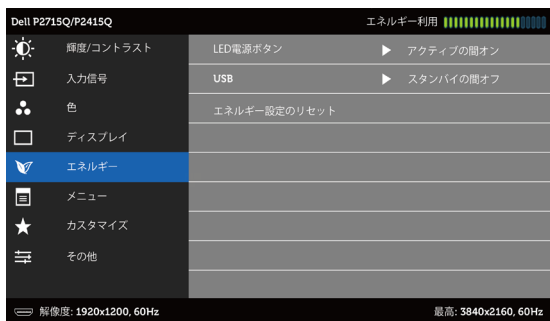 Dell P2715Q/P2415Q エネルギー利用
輝度/コントラスト LED電源ボタン ▶ アクティブの間オン
入力信号 USB ▶ スタンバイの間オフ
色 エネルギー設定のリセット
ディスプレイ
エネルギー
メニュー
カスタマイズ
その他
解像度: 1920x1200, 60Hz 最高: 3840x2160, 60Hz